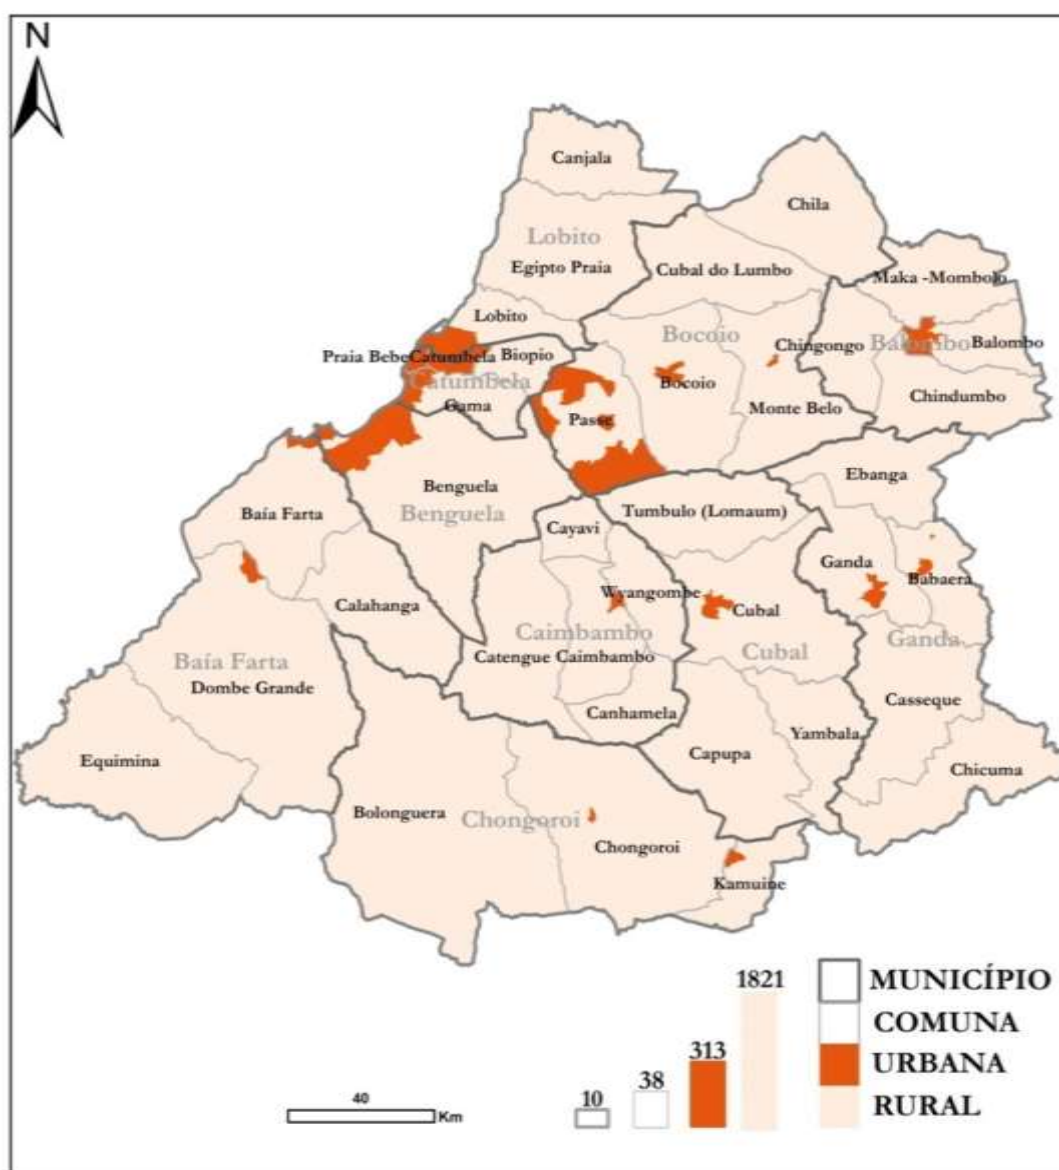 N
Canjala
Chila
Lobito
Egipto Praia
Cubal do Lumbo
Maka -Mombolo
Lobito
Bocoio
Chingongo
Balombo
Balombo
Praia Bebe
Catumbela
Biopio
Catumbela
Bocoio
Chindumbo
Gama
Passe
Monte Belo
Ebanga
Benguela
Baía Farta
Benguela
Tumbulo (Lomaum)
Cayavi
Ganda
Babaera
Calahanga
Wyangombe
Cubal
Caimbambo
Ganda
Baía Farta
Catengue
Caimbambo
Cubal
Dombe Grande
Casseque
Canhamela
Yambala
Equimina
Capupa
Chicuma
Bolonguera
Chongoroi
Chongoroi
Kamuine
1821
MUNICÍPIO
COMUNA
313
URBANA
38
10
RURAL
40
Km